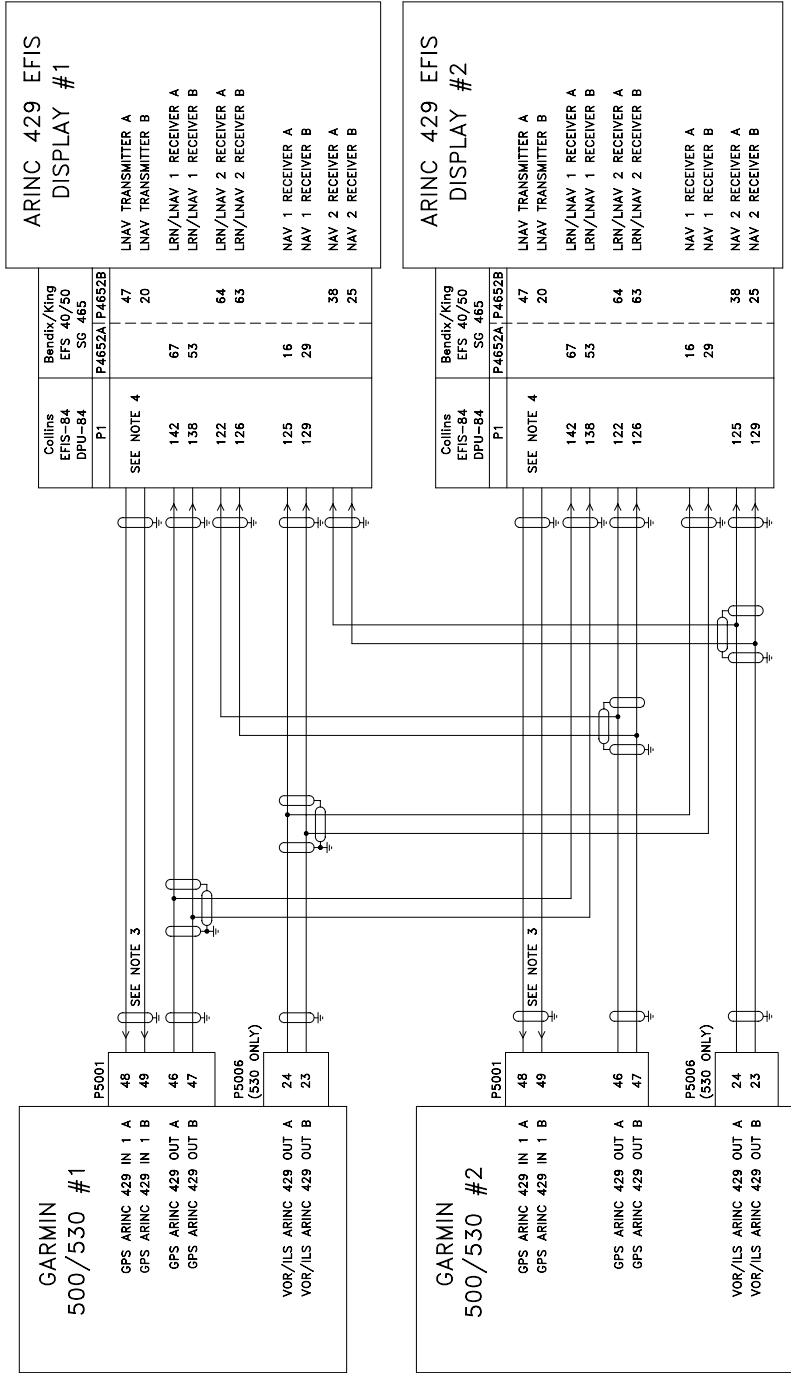 GARMIN
500/530 #1
P5001
GPS ARINC 429 IN 1 A 48
GPS ARINC 429 IN 1 B 49
GPS ARINC 429 OUT A 46
GPS ARINC 429 OUT B 47
P5006
(530 ONLY)
VOR/ILS ARINC 429 OUT A 24
VOR/ILS ARINC 429 OUT B 23
SEE NOTE 3
ARINC 429 EFIS
DISPLAY #1
Collins
EFIS-84
DPU-84
Bendix/King
EFS 40/50
SG 465
P1 P4652A P4652B
SEE NOTE 4
47 LNAV TRANSMITTER A
20 LNAV TRANSMITTER B
142 67 LRN/LNAV 1 RECEIVER A
138 53 LRN/LNAV 1 RECEIVER B
122 64 LRN/LNAV 2 RECEIVER A
126 63 LRN/LNAV 2 RECEIVER B
125 16 NAV 1 RECEIVER A
129 29 NAV 1 RECEIVER B
38 NAV 2 RECEIVER A
25 NAV 2 RECEIVER B
GARMIN
500/530 #2
P5001
GPS ARINC 429 IN 1 A 48
GPS ARINC 429 IN 1 B 49
GPS ARINC 429 OUT A 46
GPS ARINC 429 OUT B 47
P5006
(530 ONLY)
VOR/ILS ARINC 429 OUT A 24
VOR/ILS ARINC 429 OUT B 23
SEE NOTE 3
ARINC 429 EFIS
DISPLAY #2
Collins
EFIS-84
DPU-84
Bendix/King
EFS 40/50
SG 465
P1 P4652A P4652B
SEE NOTE 4
47 LNAV TRANSMITTER A
20 LNAV TRANSMITTER B
142 67 LRN/LNAV 1 RECEIVER A
138 53 LRN/LNAV 1 RECEIVER B
122 64 LRN/LNAV 2 RECEIVER A
126 63 LRN/LNAV 2 RECEIVER B
16 NAV 1 RECEIVER A
29 NAV 1 RECEIVER B
125 38 NAV 2 RECEIVER A
129 25 NAV 2 RECEIVER B